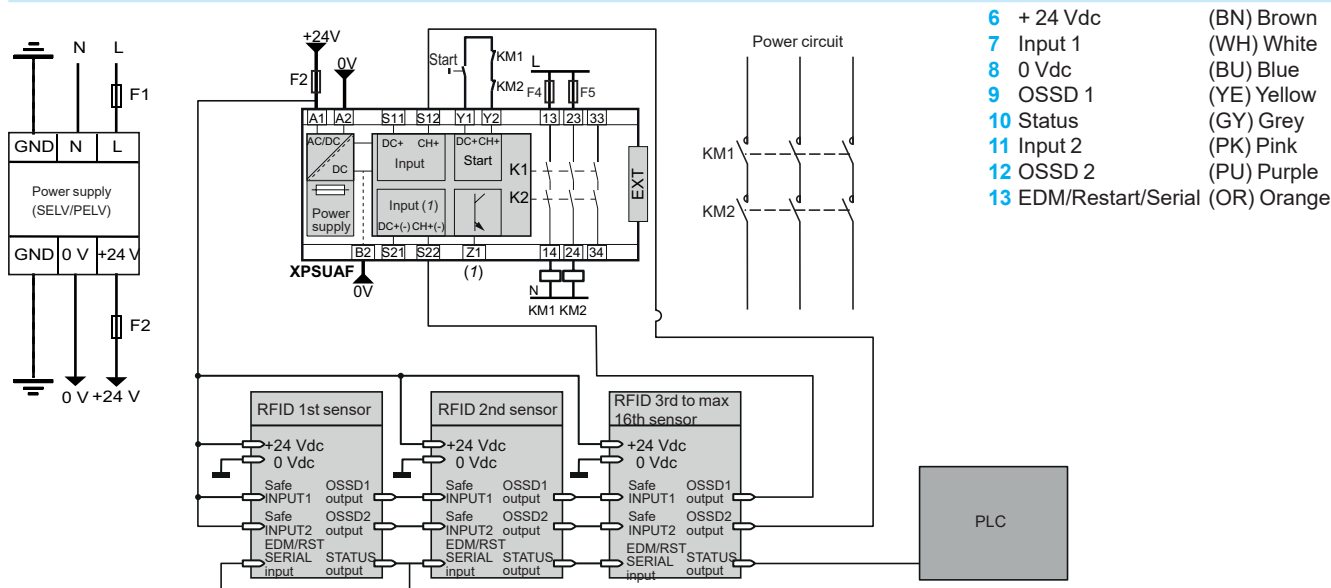 6 + 24 Vdc (BN) Brown
7 Input 1 (WH) White
8 0 Vdc (BU) Blue
9 OSSD 1 (YE) Yellow
10 Status (GY) Grey
11 Input 2 (PK) Pink
12 OSSD 2 (PU) Purple
13 EDM/Restart/Serial (OR) Orange
N L
F1
GND N L
Power supply
(SELV/PELV)
GND 0 V +24 V
F2
0 V +24 V
+24V
F2
0V
Start
KM1
KM2
L
F4 F5
A1 A2 S11 S12 Y1 Y2 13 23 33
AC/DC
DC
Power
supply
DC+ CH+
Input
DC+CH+
Start
Input (1)
DC+(-) CH+(-)
K1
K2
EXT
B2 S21 S22 Z1 14 24 34
XPSUAF
0V
(1)
N
KM1 KM2
Power circuit
KM1
KM2
RFID 1st sensor
+24 Vdc
0 Vdc
Safe OSSD1
INPUT1 output
Safe OSSD2
INPUT2 output
EDM/RST
SERIAL STATUS
input output
RFID 2nd sensor
+24 Vdc
0 Vdc
Safe OSSD1
INPUT1 output
Safe OSSD2
INPUT2 output
EDM/RST
SERIAL STATUS
input output
RFID 3rd to max
16th sensor
+24 Vdc
0 Vdc
Safe OSSD1
INPUT1 output
Safe OSSD2
INPUT2 output
EDM/RST
SERIAL STATUS
input output
PLC